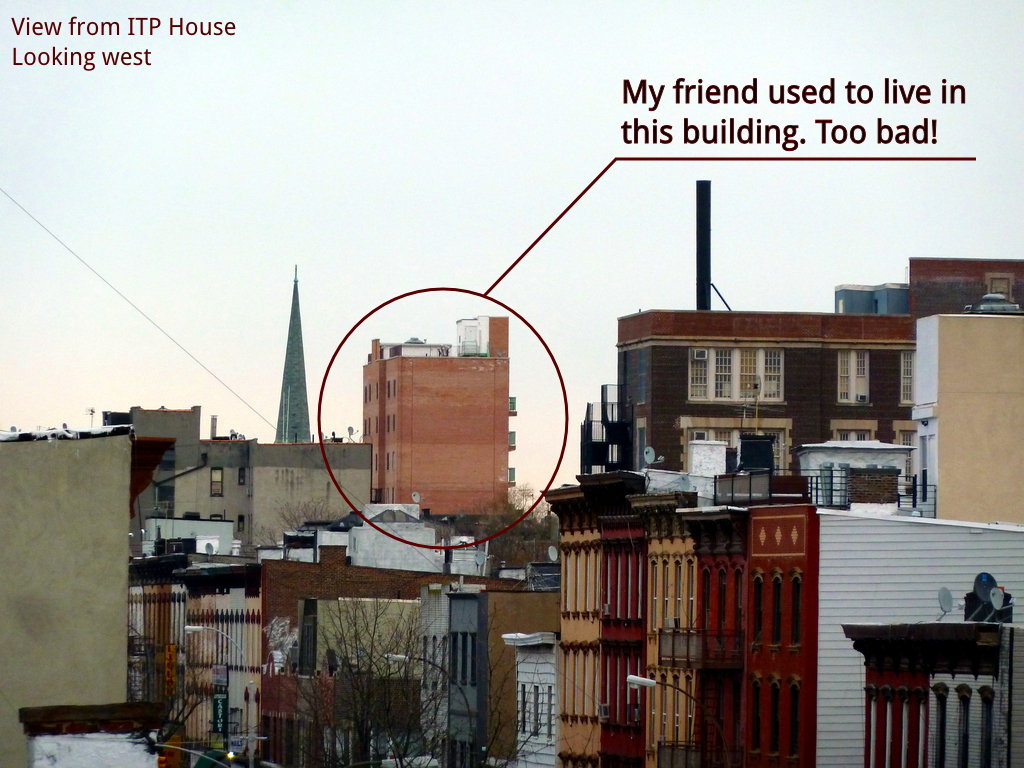 View from ITP House
Looking west
My friend used to live in
this building. Too bad!